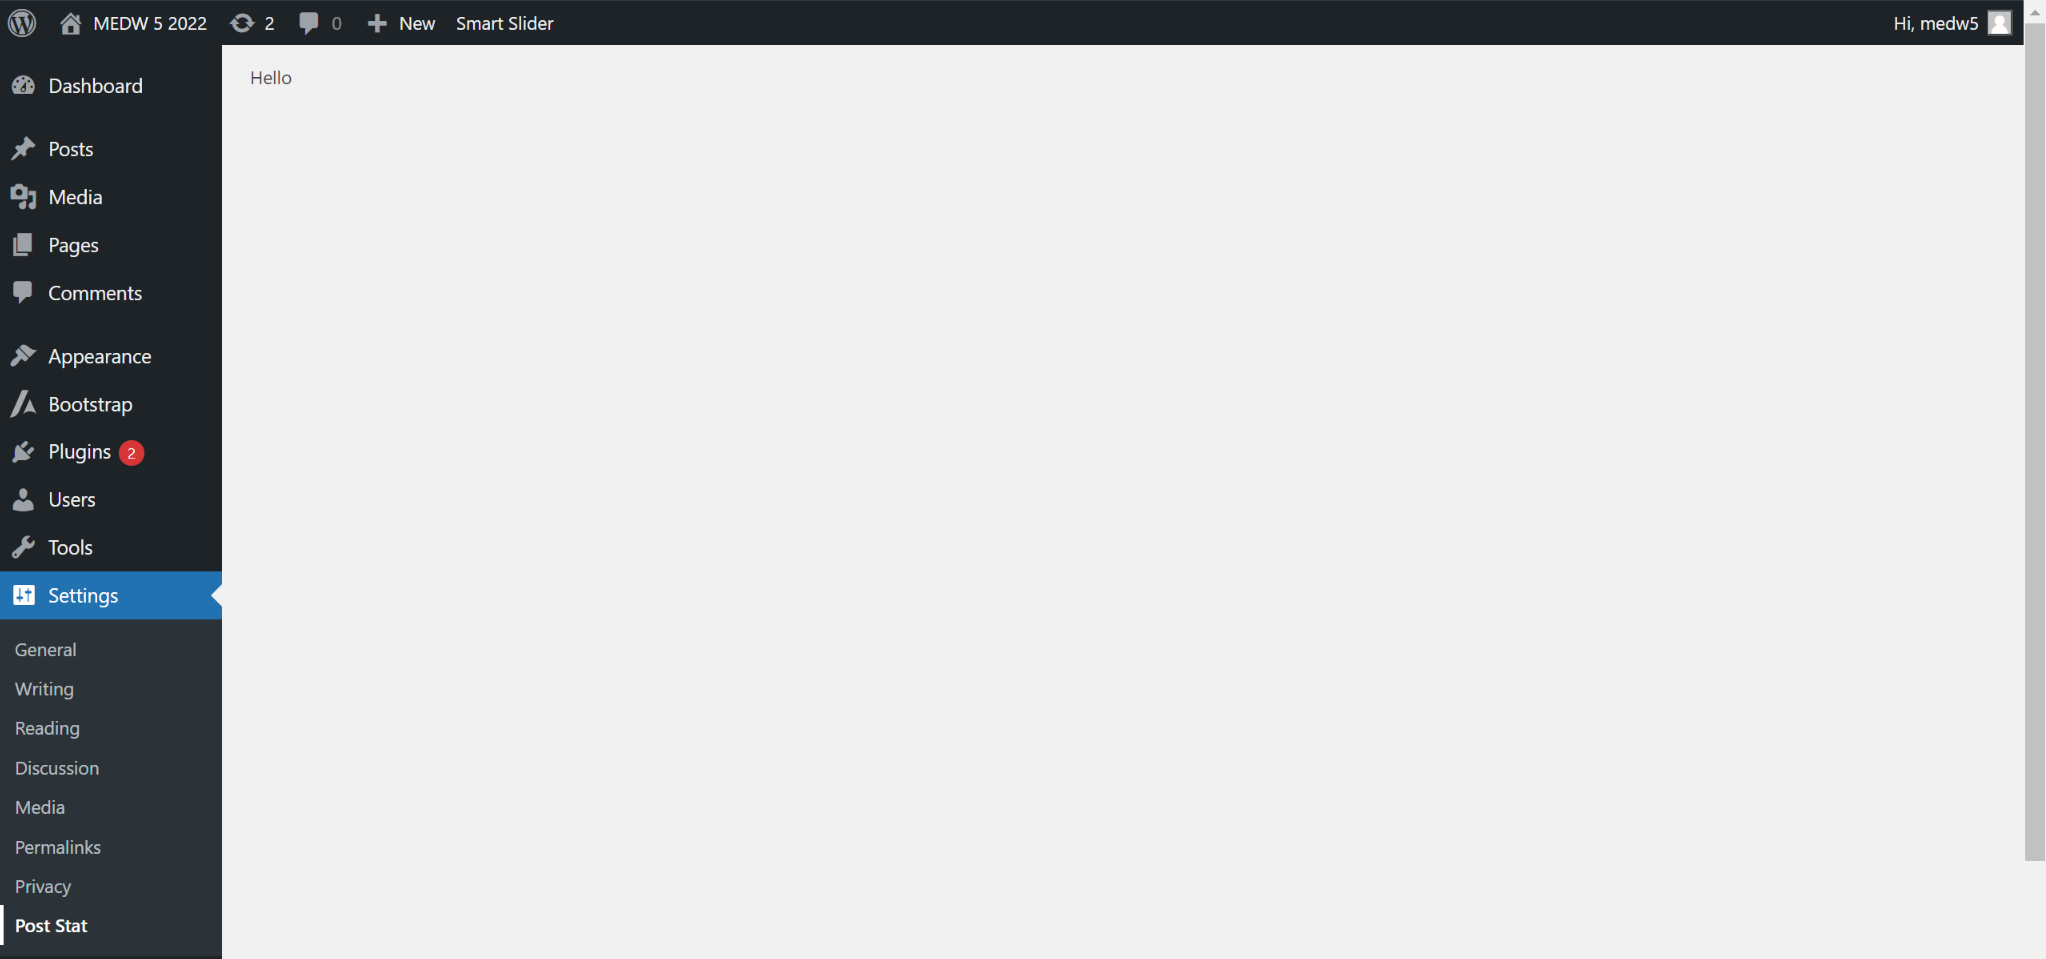 MEDW 5 2022 2 0 New Smart Slider Hi, medw5
Dashboard
Posts
Media
Pages
Comments
Appearance
Bootstrap
Plugins 2
Users
Tools
Settings
General
Writing
Reading
Discussion
Media
Permalinks
Privacy
Post Stat
Hello